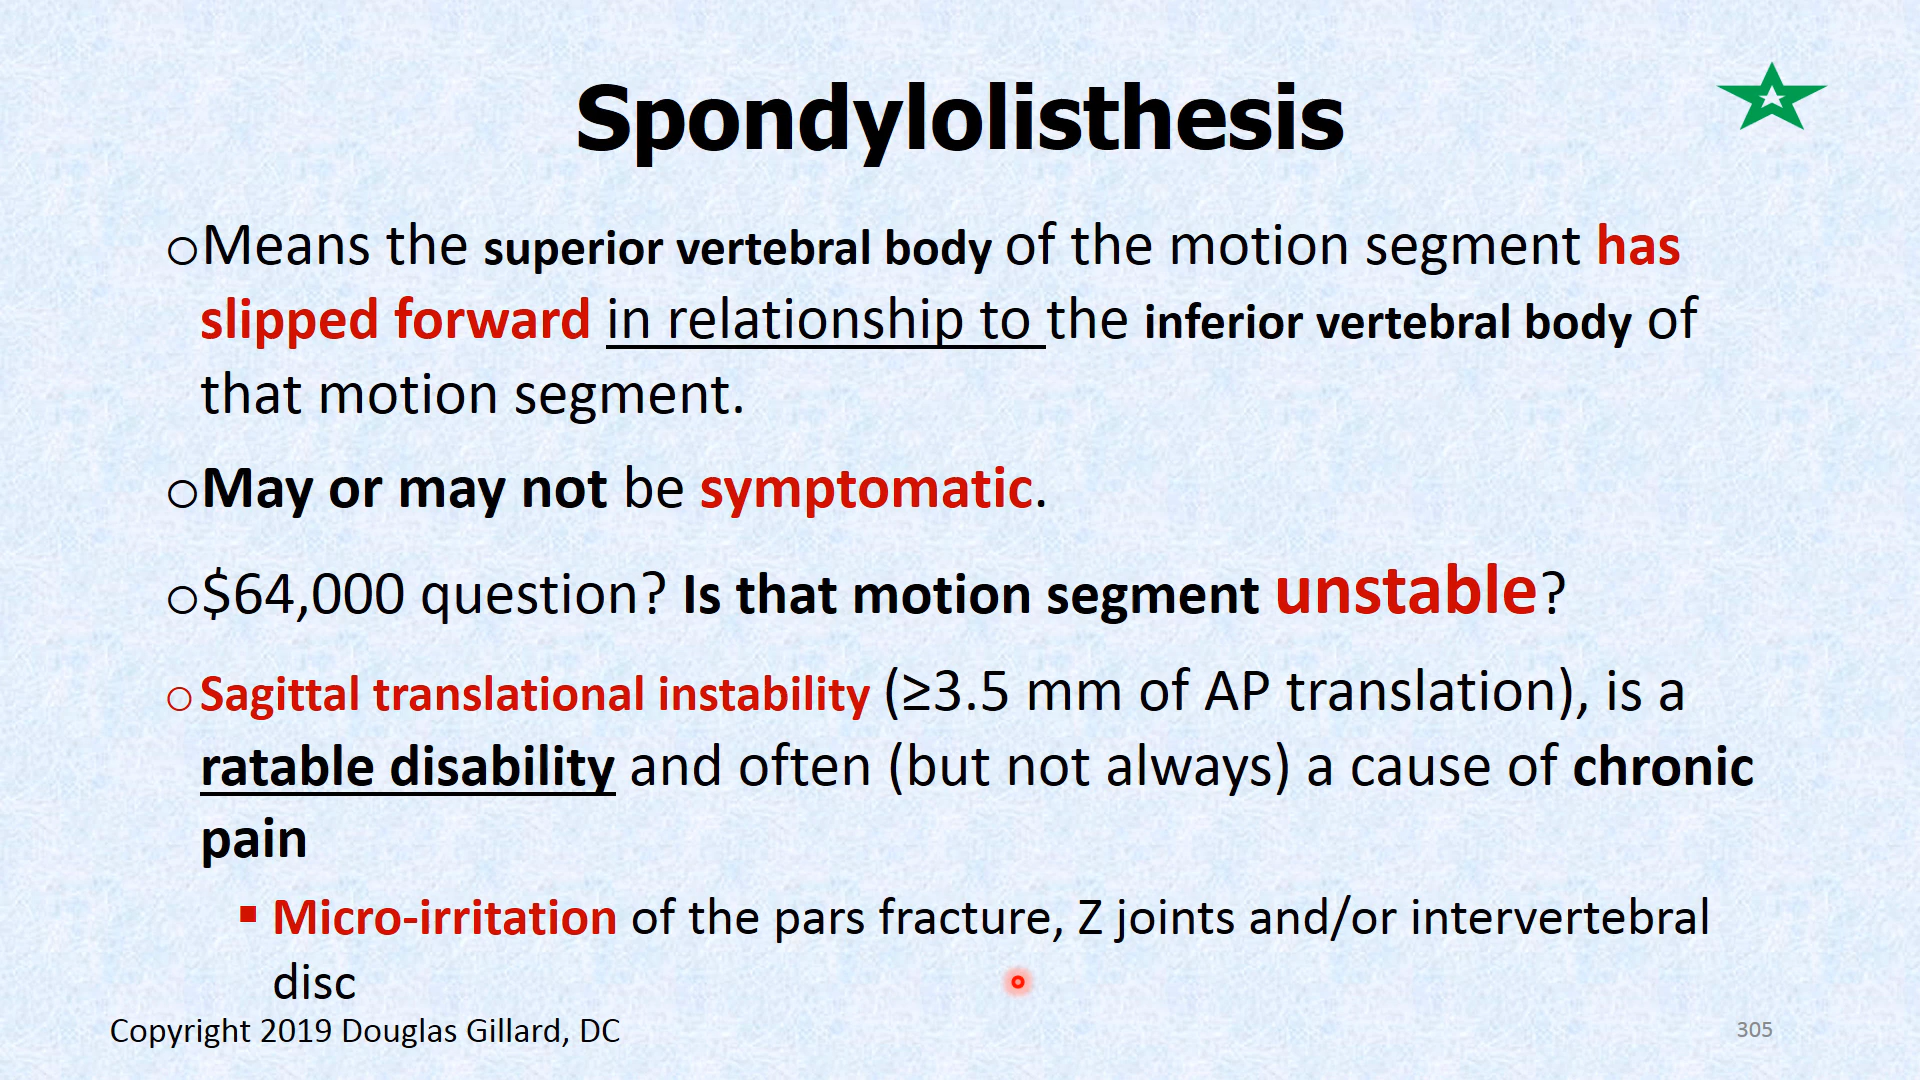 Spondylolisthesis
oMeans the superior vertebral body of the motion segment has
slipped forward in relationship to the inferior vertebral body of
that motion segment.
oMay or may not be symptomatic.
o$64,000 question? Is that motion segment unstable?
o Sagittal translational instability (≥3.5 mm of AP translation), is a
ratable disability and often (but not always) a cause of chronic
pain
▪ Micro-irritation of the pars fracture, Z joints and/or intervertebral
disc
Copyright 2019 Douglas Gillard, DC
305